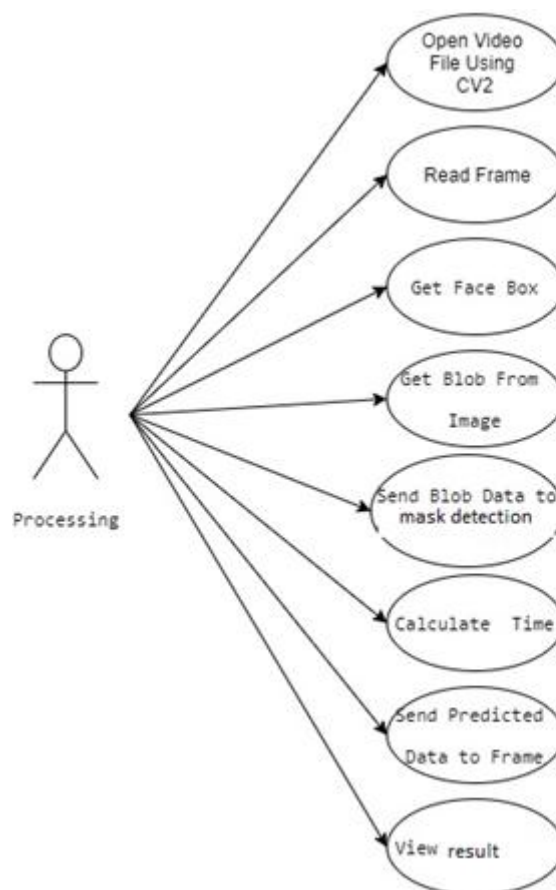 Open Video
File Using
CV2
Read Frame
Get Face Box
Get Blob From
Image
Send Blob Data to
mask detection
Processing
Calculate Time
Send Predicted
Data to Frame
View result